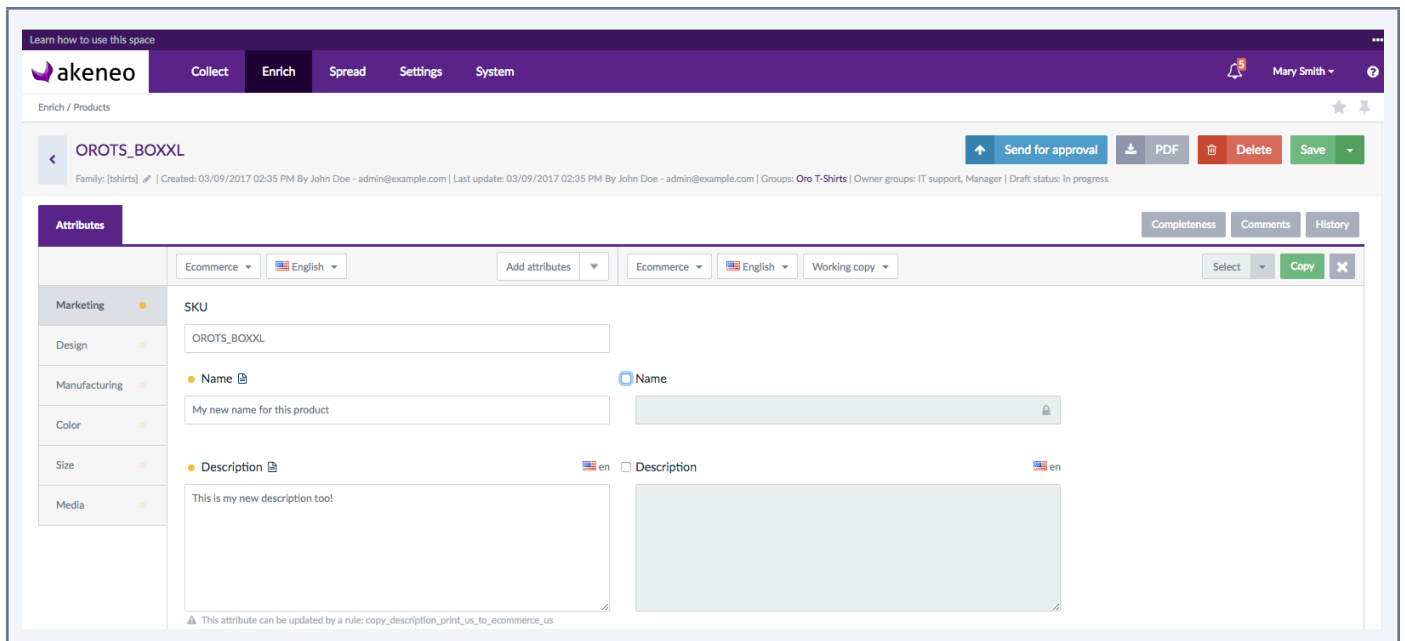 Learn how to use this space
akeneo Collect Enrich Spread Settings System 5 Mary Smith
Enrich / Products
OROTS_BOXXL Send for approval PDF Delete Save
Family: [tshirts] | Created: 03/09/2017 02:35 PM By John Doe - admin@example.com | Last update: 03/09/2017 02:35 PM By John Doe - admin@example.com | Groups: Oro T-Shirts | Owner groups: IT support, Manager | Draft status: In progress
Attributes Completeness Comments History
Ecommerce English Add attributes Ecommerce English Working copy Select Copy
Marketing
Design
Manufacturing
Color
Size
Media
SKU
OROTS_BOXXL
Name Name
My new name for this product
Description en Description en
This is my new description too!
This attribute can be updated by a rule: copy_description_print_us_to_ecommerce_us